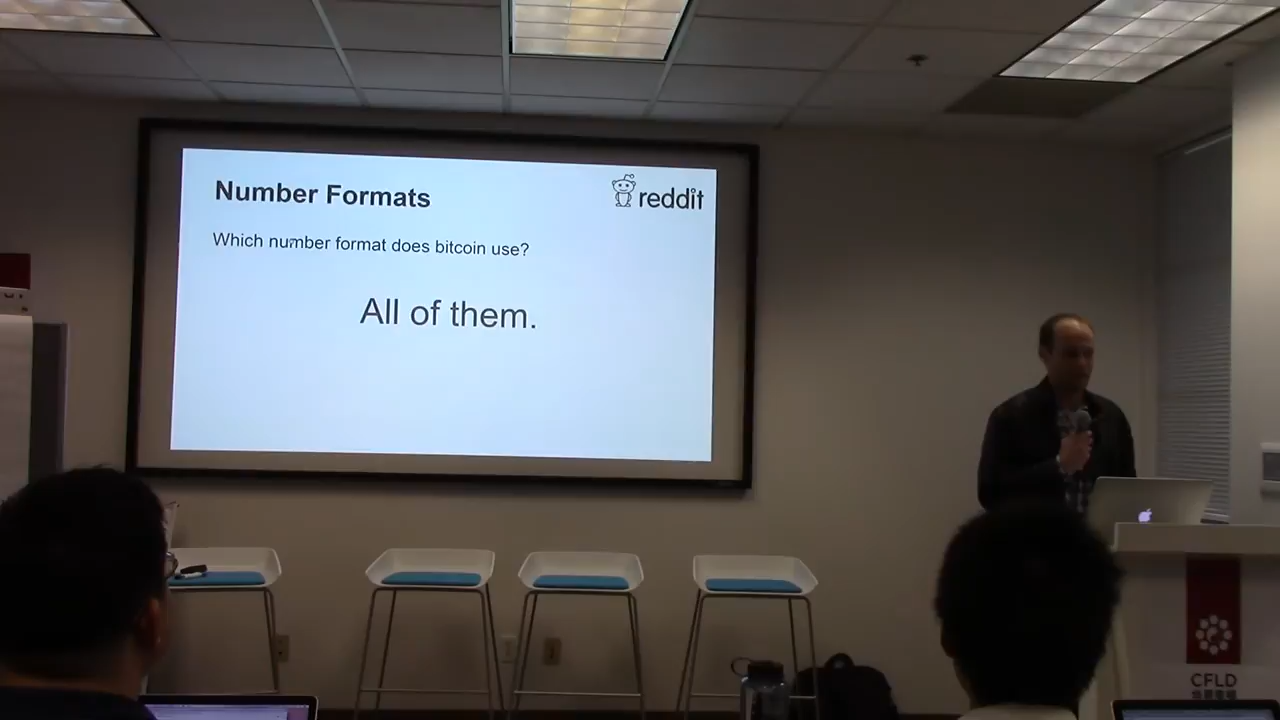 Number Formats
reddit
Which number format does bitcoin use?
All of them.
CFLD